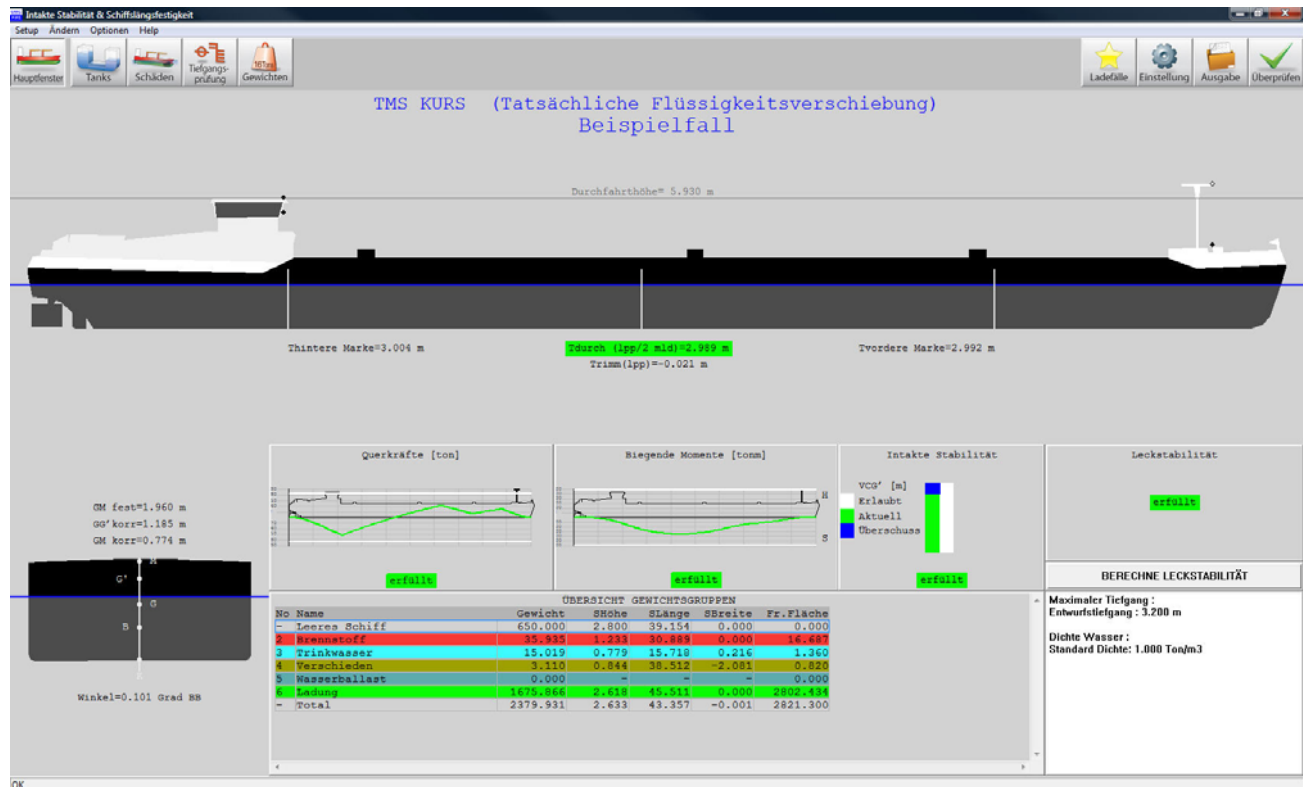 Intakte Stabilität & Schiffslängsfestigkeit
Setup Ändern Optionen Help
Hauptfenster Tanks Schäden Tiefgangs-prüfung Gewichten Ladefälle Einstellung Ausgabe Überprüfen
TMS KURS (Tatsächliche Flüssigkeitsverschiebung)
Beispielfall
Durchfahrthöhe= 5.930 m
Thintere Marke=3.004 m Tdurch (lpp/2 mld)=2.989 m Tvordere Marke=2.992 m
Trimm(lpp)=-0.021 m
Querkräfte [ton] Biegende Momente [tonm] Intakte Stabilität Leckstabilität
VCG' [m]
Erlaubt
Aktuell
Überschuss
H
S
erfüllt
GM fest=1.960 m
GG'korr=1.185 m
GM korr=0.774 m
M
G'
G
B
Winkel=0.101 Grad BB
erfüllt erfüllt erfüllt
BERECHNE LECKSTABILITÄT
ÜBERSICHT GEWICHTSGRUPPEN
No Name Gewicht SHöhe SLänge SBreite Fr.Fläche
- Leeres Schiff 650.000 2.800 39.154 0.000 0.000
2 Brennstoff 35.935 1.233 30.889 0.000 16.687
3 Trinkwasser 15.019 0.779 15.718 0.216 1.360
4 Verschieden 3.110 0.844 38.512 -2.081 0.820
5 Wasserballast 0.000 - - - 0.000
6 Ladung 1675.866 2.618 45.511 0.000 2802.434
- Total 2379.931 2.633 43.357 -0.001 2821.300
Maximaler Tiefgang :
Entwurfstiefgang : 3.200 m
Dichte Wasser :
Standard Dichte: 1.000 Ton/m3
OK